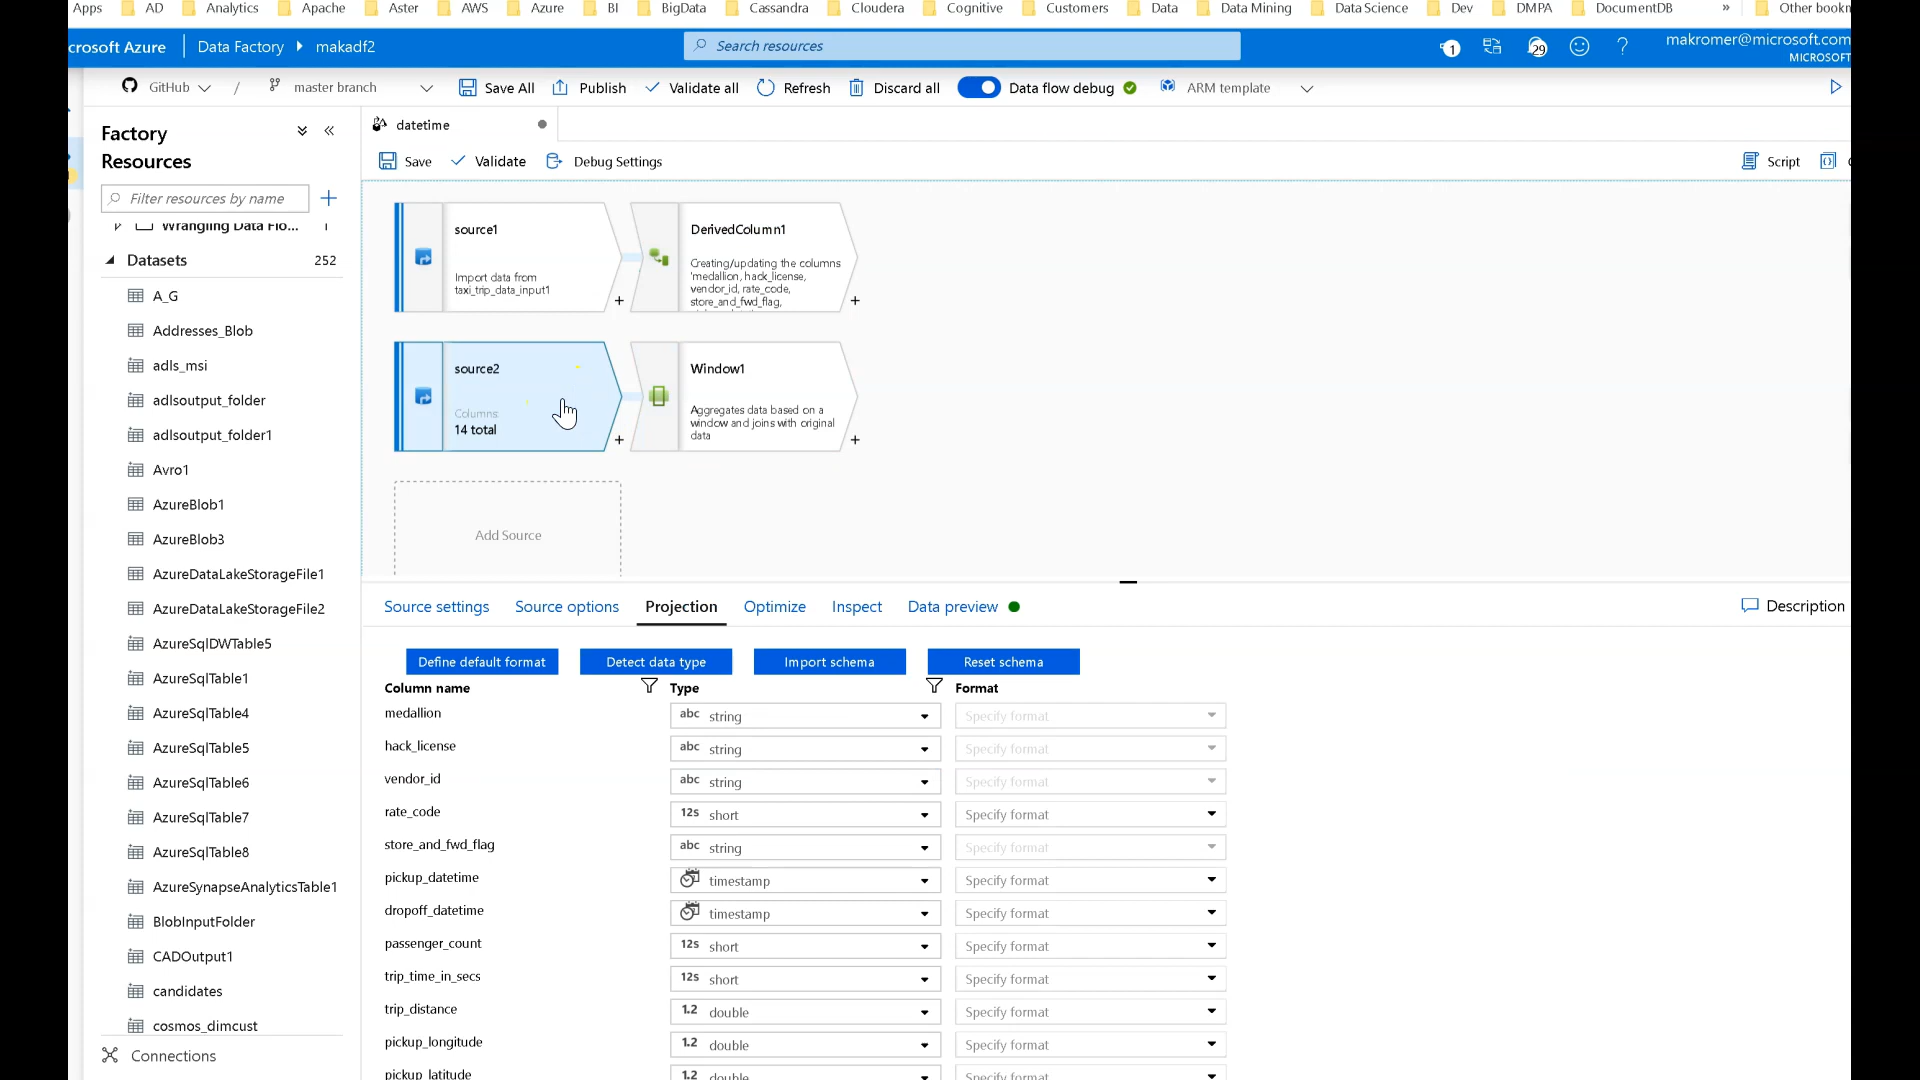 Apps AD Analytics Apache Aster AWS Azure BI BigData Cassandra Cloudera Cognitive Customers Data Data Mining Data Science Dev DMPA DocumentDB » Other bookn
crosoft Azure Data Factory makadf2 Search resources 1 29 ? makromer@microsoft.com
MICROSOFT
GitHub / master branch Save All Publish Validate all Refresh Discard all Data flow debug ARM template
Factory
Resources
Filter resources by name
Wrangling Data Flo... 1
Datasets 252
A_G
Addresses_Blob
adls_msi
adlsoutput_folder
adlsoutput_folder1
Avro1
AzureBlob1
AzureBlob3
AzureDataLakeStorageFile1
AzureDataLakeStorageFile2
AzureSqlDWTable5
AzureSqlTable1
AzureSqlTable4
AzureSqlTable5
AzureSqlTable6
AzureSqlTable7
AzureSqlTable8
AzureSynapseAnalyticsTable1
BlobInputFolder
CADOutput1
candidates
cosmos_dimcust
Connections
datetime
Save Validate Debug Settings Script
source1
Import data from
taxi_trip_data_input1
+
DerivedColumn1
Creating/updating the columns
'medallion, hack_license,
vendor_id, rate_code,
store_and_fwd_flag,
+
source2
Columns:
14 total
+
Window1
Aggregates data based on a
window and joins with original
data
+
Add Source
Source settings Source options Projection Optimize Inspect Data preview Description
Define default format Detect data type Import schema Reset schema
Column name Type Format
medallion abc string Specify format
hack_license abc string Specify format
vendor_id abc string Specify format
rate_code 12s short Specify format
store_and_fwd_flag abc string Specify format
pickup_datetime timestamp Specify format
dropoff_datetime timestamp Specify format
passenger_count 12s short Specify format
trip_time_in_secs 12s short Specify format
trip_distance 1.2 double Specify format
pickup_longitude 1.2 double Specify format
pickup_latitude 1.2 double Specify format